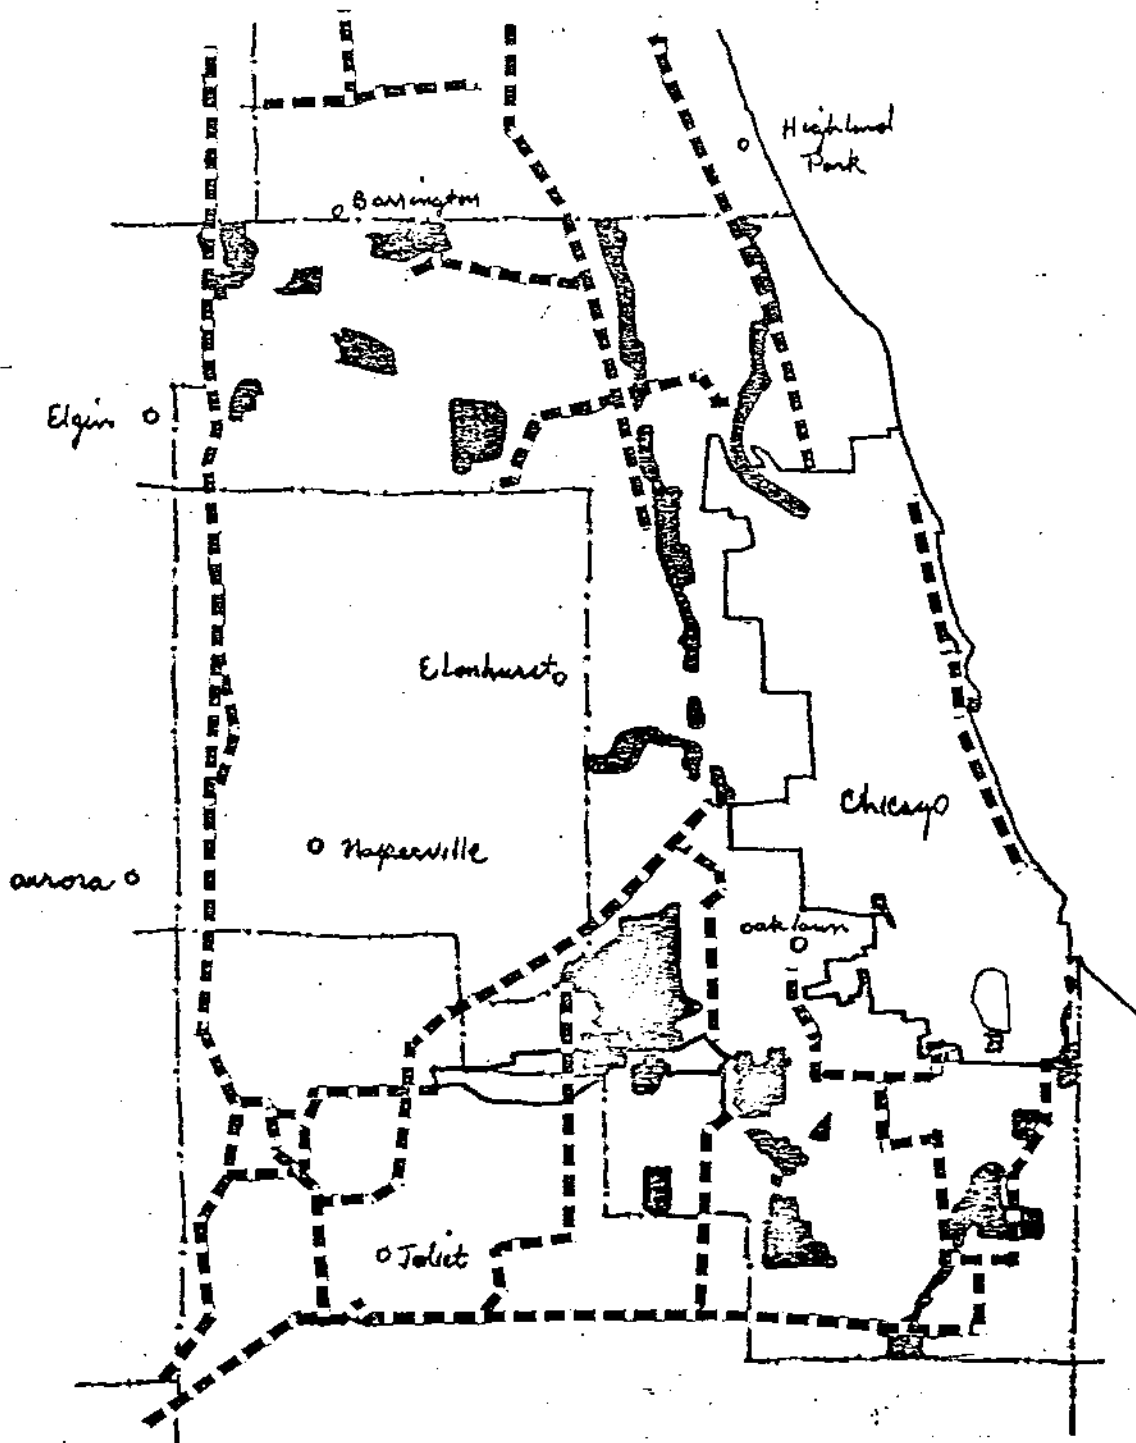 Highland
Park
Barrington
Elgin
Elmhurst
Chicago
Naperville
aurora
oak lawn
Joliet